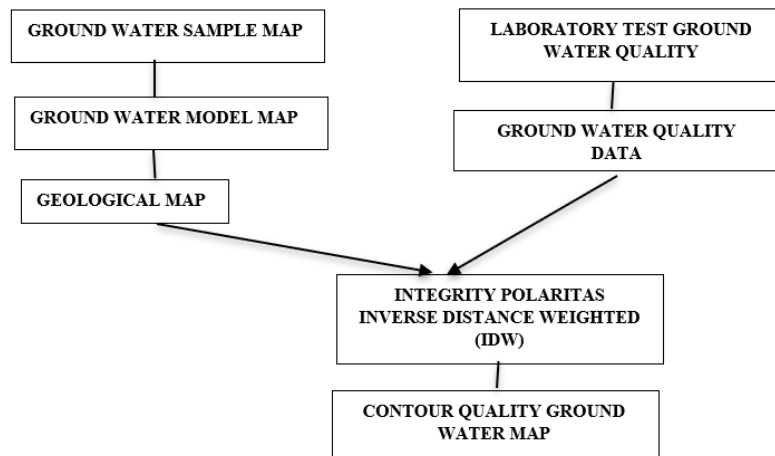 GROUND WATER SAMPLE MAP
GROUND WATER MODEL MAP
GEOLOGICAL MAP
LABORATORY TEST GROUND
WATER QUALITY
GROUND WATER QUALITY
DATA
INTEGRITY POLARITAS
INVERSE DISTANCE WEIGHTED
(IDW)
CONTOUR QUALITY GROUND
WATER MAP